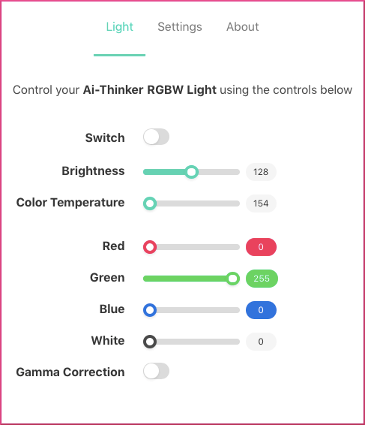 Light Settings About
Control your Ai-Thinker RGBW Light using the controls below
Switch
Brightness 128
Color Temperature 154
Red 0
Green 255
Blue 0
White 0
Gamma Correction